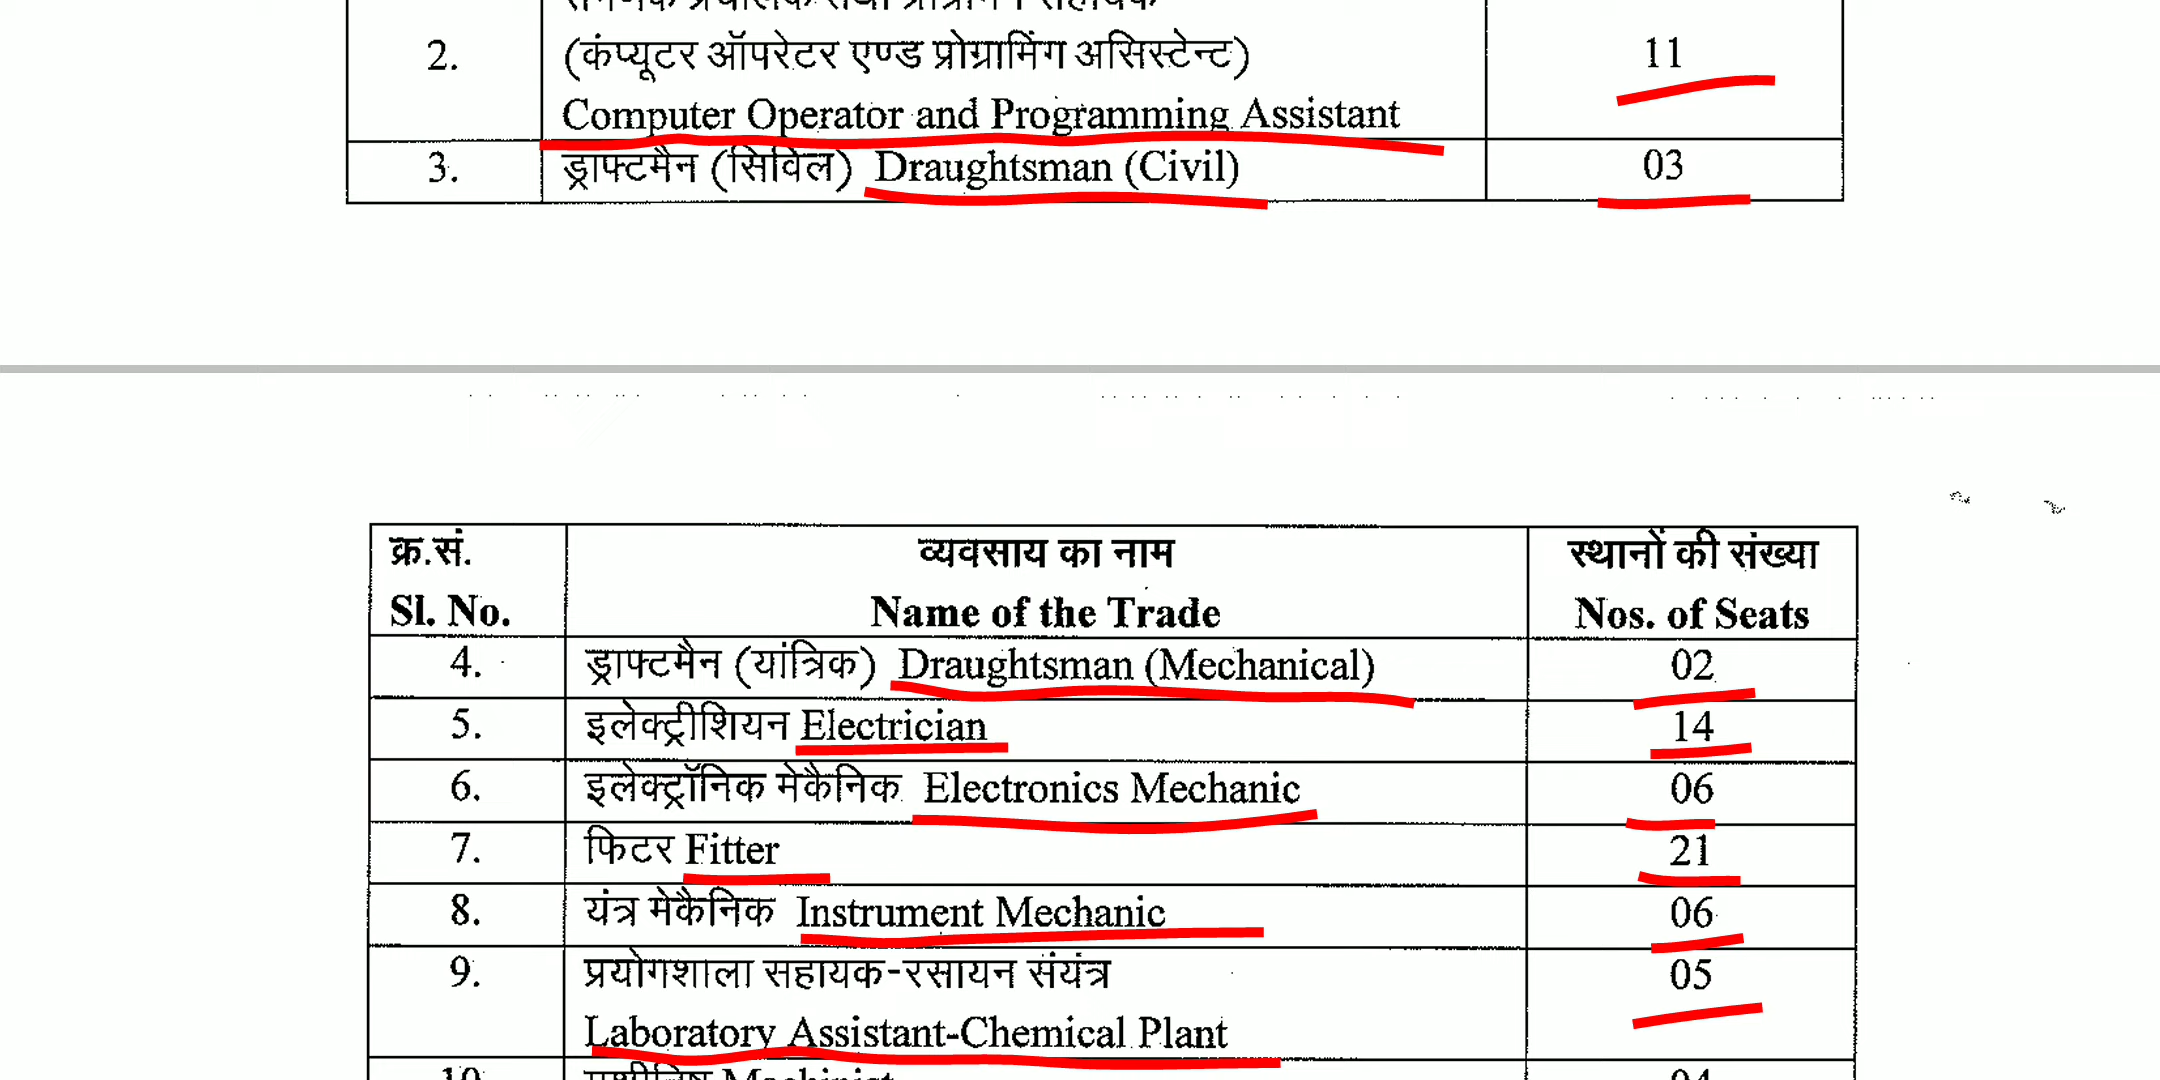 2.
(कंप्यूटर ऑपरेटर एण्ड प्रोग्रामिंग असिस्टेन्ट)
11
Computer Operator and Programming Assistant
3. ड्राफ्टमैन (सिविल) Draughtsman (Civil) 03
क्र.सं. व्यवसाय का नाम स्थानों की संख्या
Sl. No. Name of the Trade Nos. of Seats
4. ड्राफ्टमैन (यांत्रिक) Draughtsman (Mechanical) 02
5. इलेक्ट्रीशियन Electrician 14
6. इलेक्ट्रॉनिक मेकैनिक Electronics Mechanic 06
7. फिटर Fitter 21
8. यंत्र मेकैनिक Instrument Mechanic 06
9. प्रयोगशाला सहायक-रसायन संयंत्र 05
Laboratory Assistant-Chemical Plant
10. Machinist 04